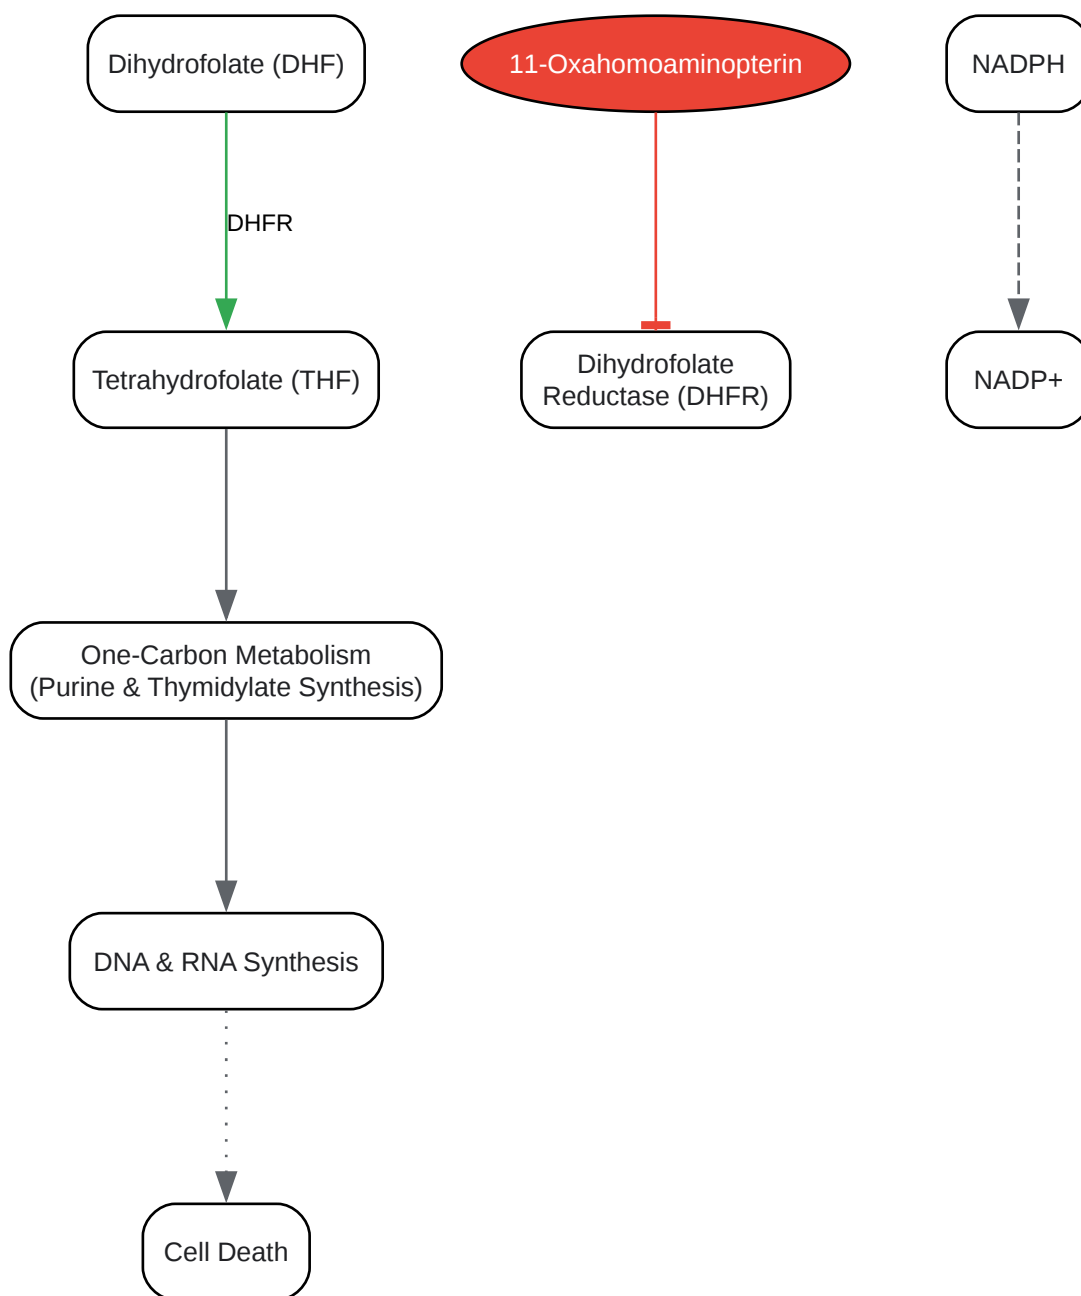 Dihydrofolate (DHF)
11-Oxahomoaminopterin
NADPH
DHFR
Tetrahydrofolate (THF)
Dihydrofolate
Reductase (DHFR)
NADP+
One-Carbon Metabolism
(Purine & Thymidylate Synthesis)
DNA & RNA Synthesis
Cell Death